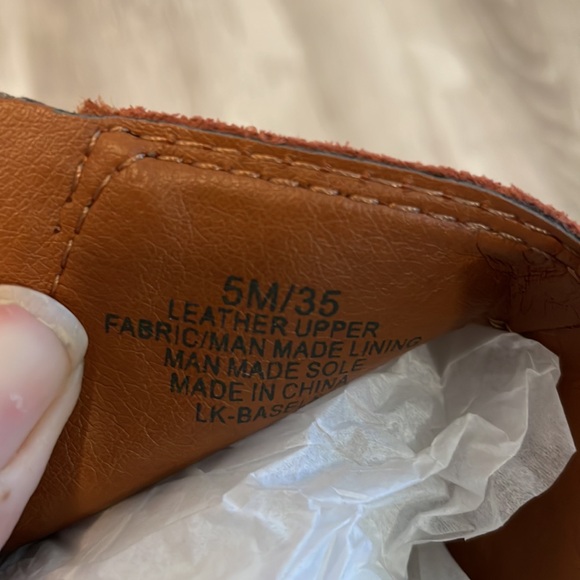 5M/35
LEATHER UPPER
FABRIC/MAN MADE LINING
MAN MADE SOLE
MADE IN CHINA